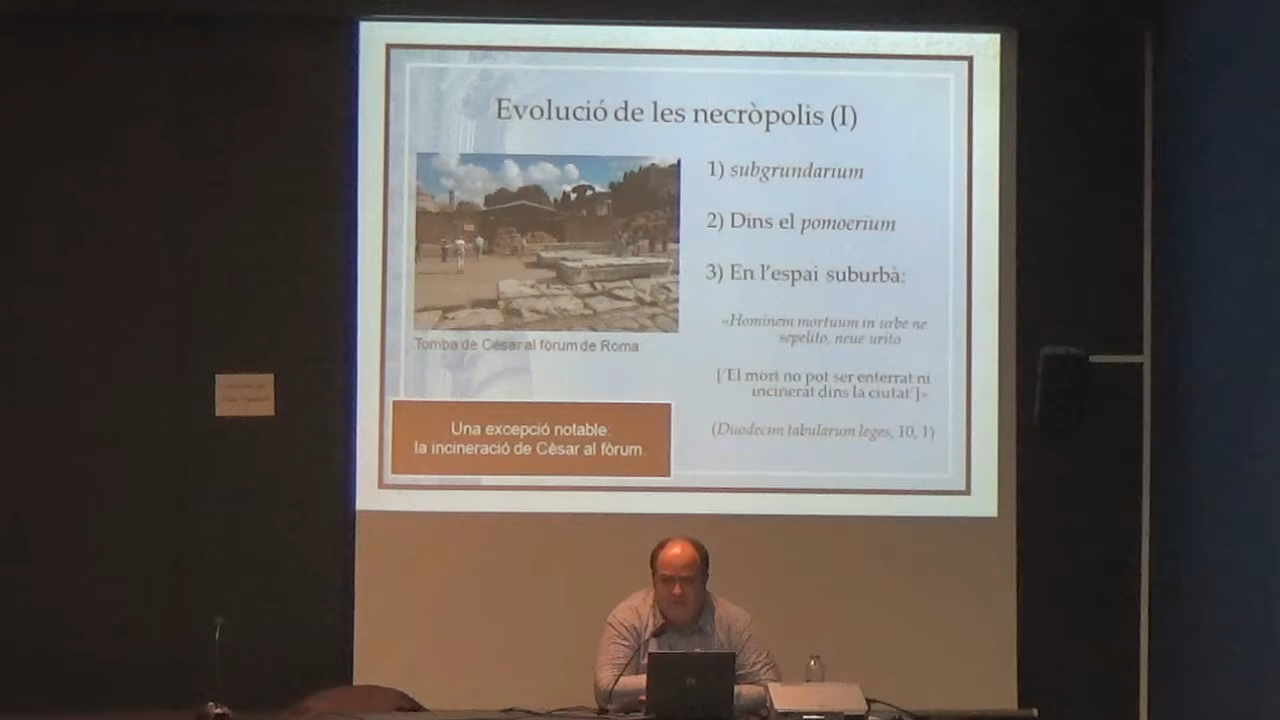 Evolució de les necròpolis (I)
1) subgrundarium
2) Dins el pomoerium
3) En l'espai suburbà:
«Hominem mortuum in urbe ne
sepelito, neue urito
['El mort no pot ser enterrat ni
incinerat dins la ciutat']»
(Duodecim tabularum leges, 10, 1)
Tomba de Cèsar al fòrum de Roma
Una excepció notable:
la incineració de Cèsar al fòrum.